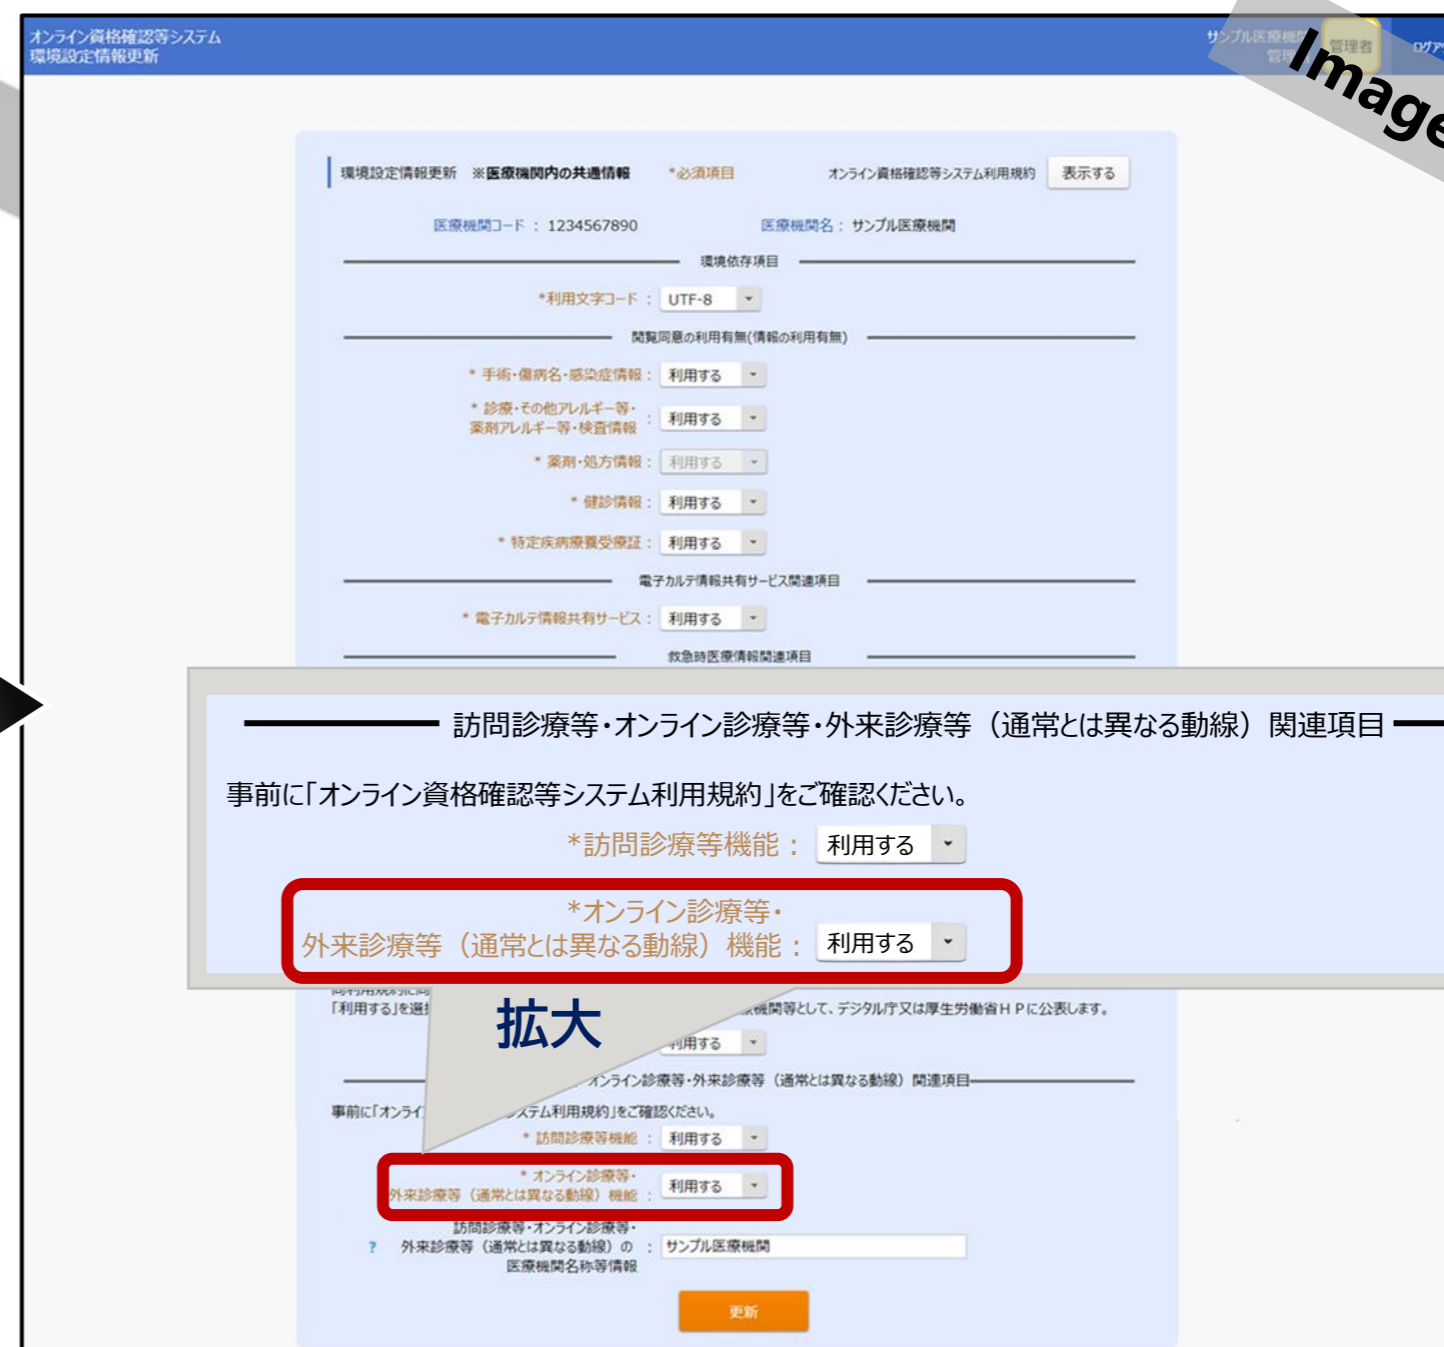 オンライン資格確認等システム
環境設定情報更新
サンプル医療機
管理者
管理
Image
環境設定情報更新 ※医療機関内の共通情報 *必須項目 オンライン資格確認等システム利用規約 表示する
医療機関コード : 1234567890 医療機関名: サンプル医療機関
環境依存項目
*利用文字コード : UTF-8
閲覧同意の利用有無(情報の利用有無)
* 手術・傷病名・感染症情報 : 利用する
* 診療・その他アレルギー等・
薬剤アレルギー等・検査情報 : 利用する
* 薬剤・処方情報 : 利用する
* 健診情報 : 利用する
* 特定疾病療養受療証 : 利用する
電子カルテ情報共有サービス関連項目
* 電子カルテ情報共有サービス : 利用する
救急時医療情報関連項目
訪問診療等・オンライン診療等・外来診療等（通常とは異なる動線）関連項目
事前に「オンライン資格確認等システム利用規約」をご確認ください。
*訪問診療等機能 : 利用する
*オンライン診療等・
外来診療等（通常とは異なる動線）機能 : 利用する
「利用する」を選 機関等として、デジタル庁又は厚生労働省ＨＰに公表します。
拡大
利用する
オンライン診療等・外来診療等（通常とは異なる動線）関連項目
事前に「オンライ システム利用規約」をご確認ください。
* 訪問診療等機能 : 利用する
* オンライン診療等・
外来診療等（通常とは異なる動線）機能 : 利用する
訪問診療等・オンライン診療等・
? 外来診療等（通常とは異なる動線）の : サンプル医療機関
医療機関名称等情報
更新